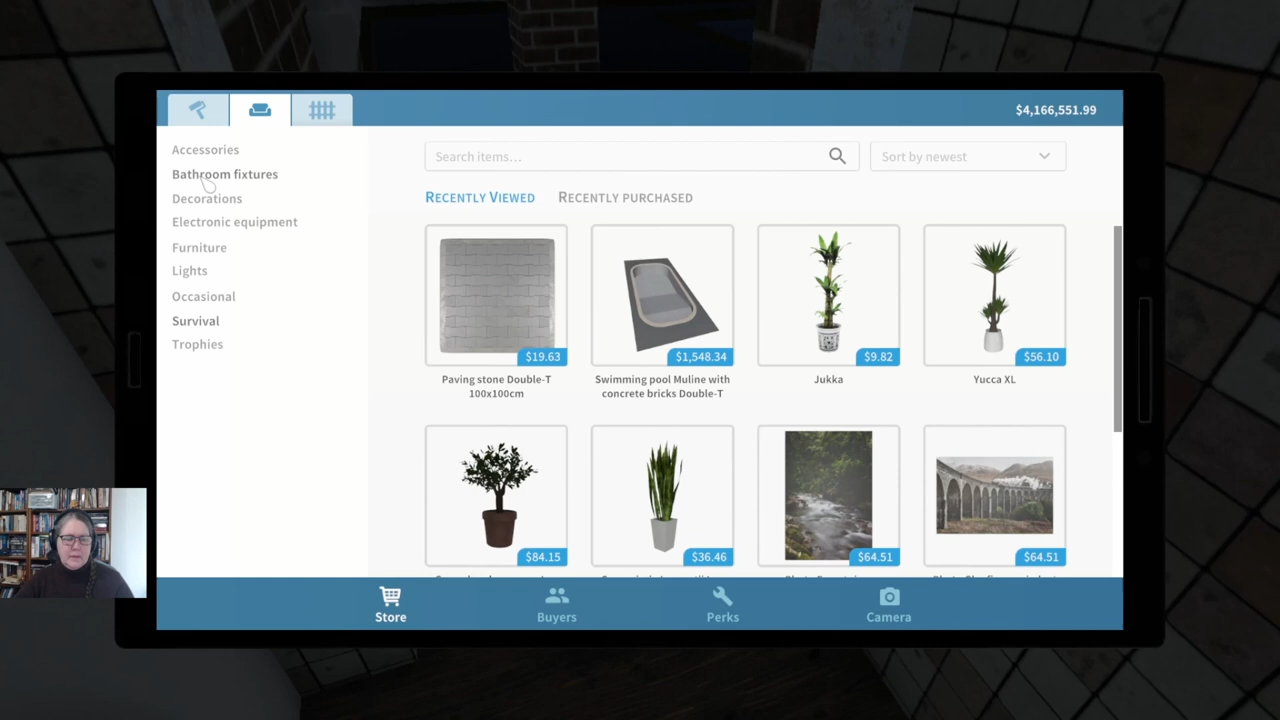 $4,166,551.99
Accessories
Bathroom fixtures
Decorations
Electronic equipment
Furniture
Lights
Occasional
Survival
Trophies
Search items...
Sort by newest
RECENTLY VIEWED
RECENTLY PURCHASED
$19.63
$1,548.34
$9.82
$56.10
Paving stone Double-T
100x100cm
Swimming pool Muline with
concrete bricks Double-T
Jukka
Yucca XL
$84.15
$36.46
$64.51
$64.51
Store
Buyers
Perks
Camera